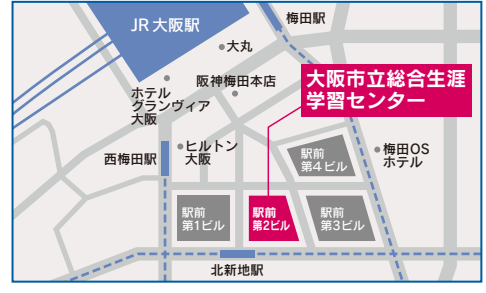 梅田駅
JR大阪駅
大丸
阪神梅田本店
大阪市立総合生涯
学習センター
ホテル
グランヴィア
大阪
西梅田駅
ヒルトン
大阪
駅前
第4ビル
梅田OS
ホテル
駅前
第1ビル
駅前
第2ビル
駅前
第3ビル
北新地駅